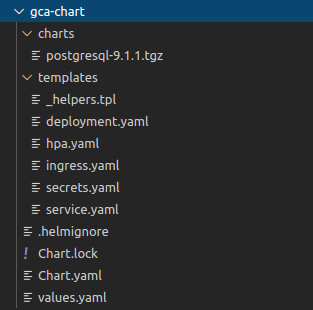 gca-chart
charts
postgresql-9.1.1.tgz
templates
_helpers.tpl
deployment.yaml
hpa.yaml
ingress.yaml
secrets.yaml
service.yaml
.helmignore
! Chart.lock
Chart.yaml
values.yaml